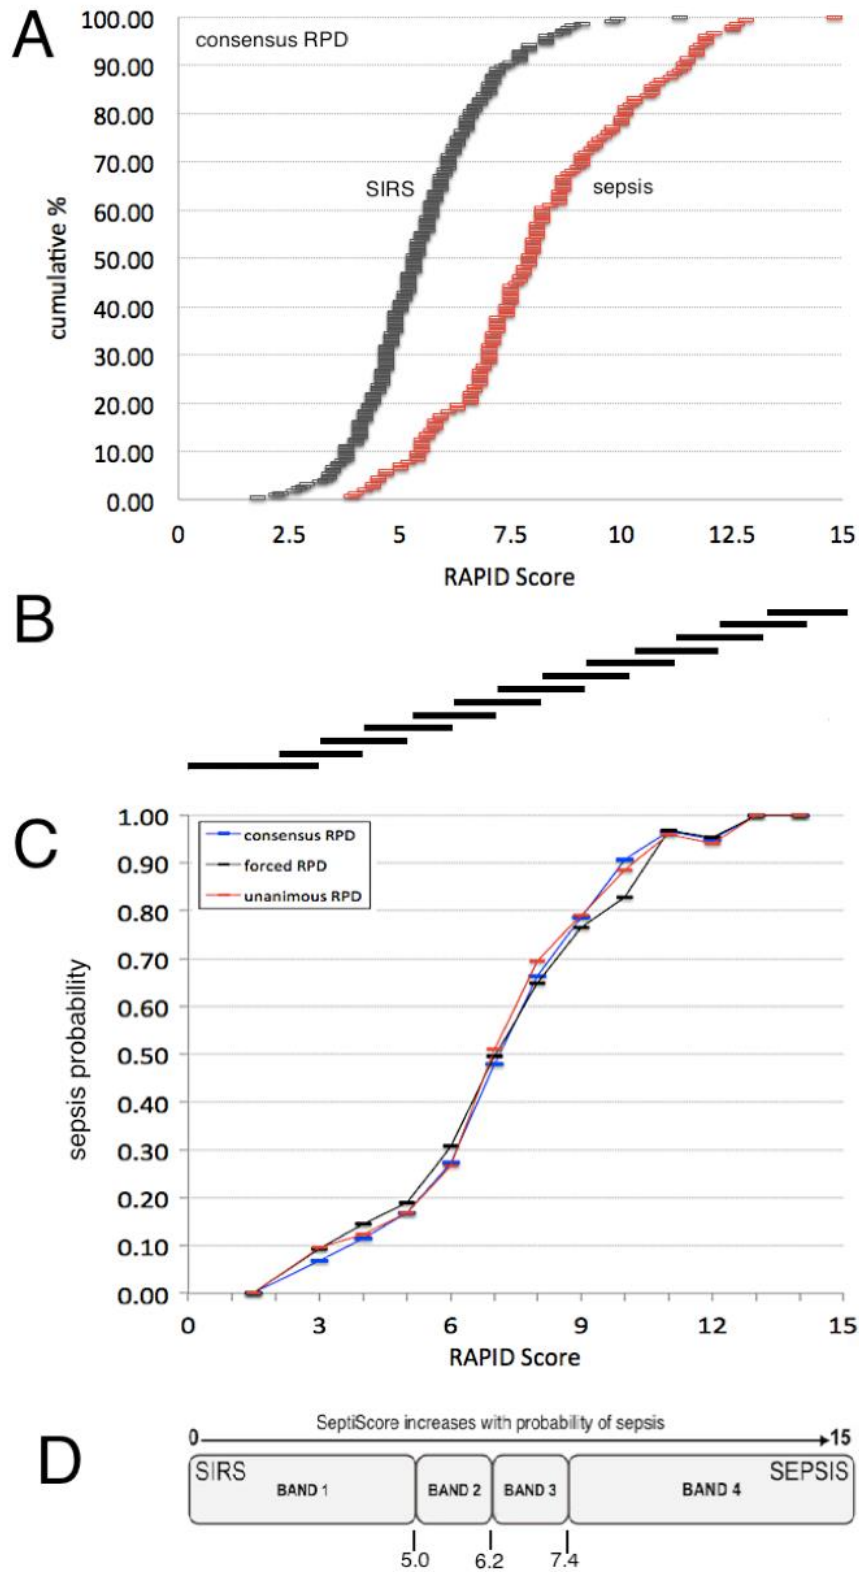 A
consensus RPD
SIRS
sepsis
100.00
90.00
80.00
70.00
60.00
50.00
40.00
30.00
20.00
10.00
0.00
cumulative %
0 2.5 5 7.5 10 12.5 15
RAPID Score
B
C
consensus RPD
forced RPD
unanimous RPD
1.00
0.90
0.80
0.70
0.60
0.50
0.40
0.30
0.20
0.10
0.00
sepsis probability
0 3 6 9 12 15
RAPID Score
D
SeptiScore increases with probability of sepsis
0 15
SIRS SEPSIS
BAND 1 BAND 2 BAND 3 BAND 4
5.0 6.2 7.4